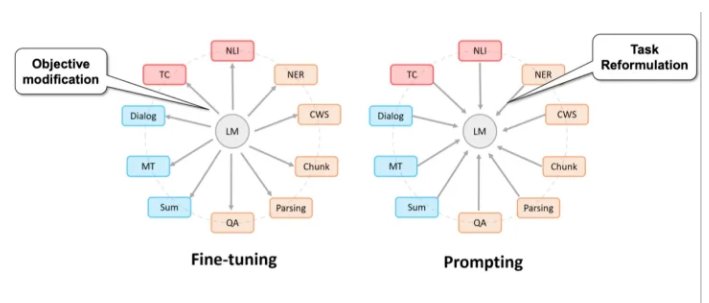 Objective
modification
NLI
TC
NER
Dialog
CWS
LM
MT
Chunk
Sum
Parsing
QA
Fine-tuning
Task
Reformulation
NLI
TC
NER
Dialog
CWS
LM
MT
Chunk
Sum
Parsing
QA
Prompting